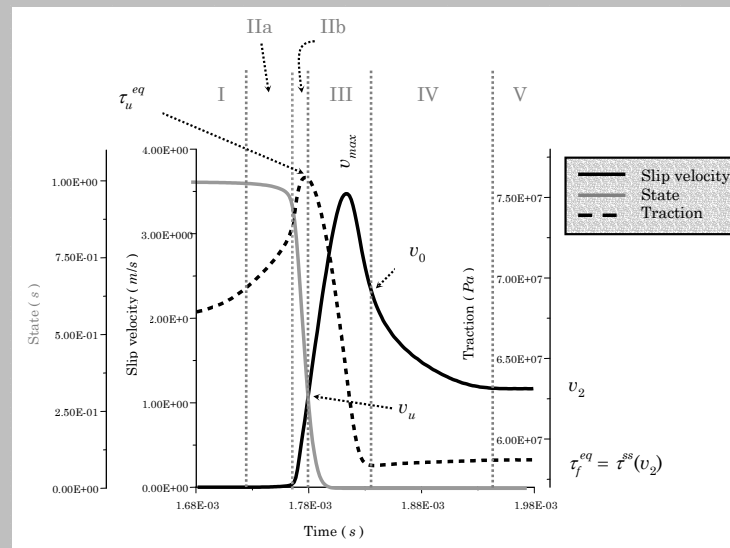 IIa
IIb
I
III
IV
V
τ_u^{eq}
v_{max}
4.00E+00
3.00E+00
2.00E+0
1.00E+00
0.00E+00
1.00E+00
7.50E-01
5.00E-01
2.50E-01
0.00E+00
State ( s )
Slip velocity ( m/s )
Traction ( Pa )
7.50E+07
7.00E+07
6.50E+07
6.00E+07
Slip velocity
State
Traction
v_0
v_u
v_2
τ_f^{eq} = τ^{ss}(v_2)
1.68E-03
1.78E-03
1.88E-03
1.98E-03
Time ( s )